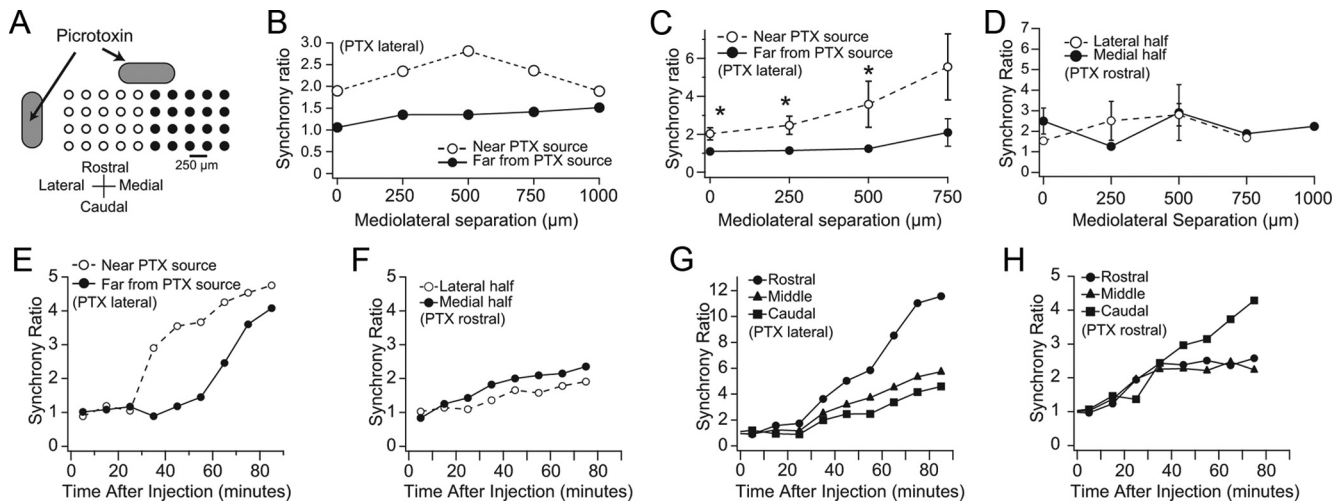 A
Picrotoxin
250 µm
Rostral
Lateral
Medial
Caudal
B
Synchrony ratio
3.0
2.5
2.0
1.5
1.0
0.5
0
(PTX lateral)
Near PTX source
Far from PTX source
0
250
500
750
1000
Mediolateral separation (µm)
C
Synchrony ratio
6
4
2
0
Near PTX source
Far from PTX source
(PTX lateral)
*
*
*
0
250
500
750
Mediolateral separation (µm)
D
Synchrony ratio
7
6
5
4
3
2
1
0
Lateral half
Medial half
(PTX rostral)
0
250
500
750
1000
Mediolateral Separation (µm)
E
Synchrony Ratio
5
4
3
2
1
0
Near PTX source
Far from PTX source
(PTX lateral)
0
20
40
60
80
Time After Injection (minutes)
F
Synchrony Ratio
5
4
3
2
1
0
Lateral half
Medial half
(PTX rostral)
0
20
40
60
80
Time After Injection (minutes)
G
Synchrony Ratio
12
10
8
6
4
2
0
Rostral
Middle
Caudal
(PTX lateral)
0
20
40
60
80
Time After Injection (minutes)
H
Synchrony Ratio
5
4
3
2
1
0
Rostral
Middle
Caudal
(PTX rostral)
0
20
40
60
80
Time After Injection (minutes)